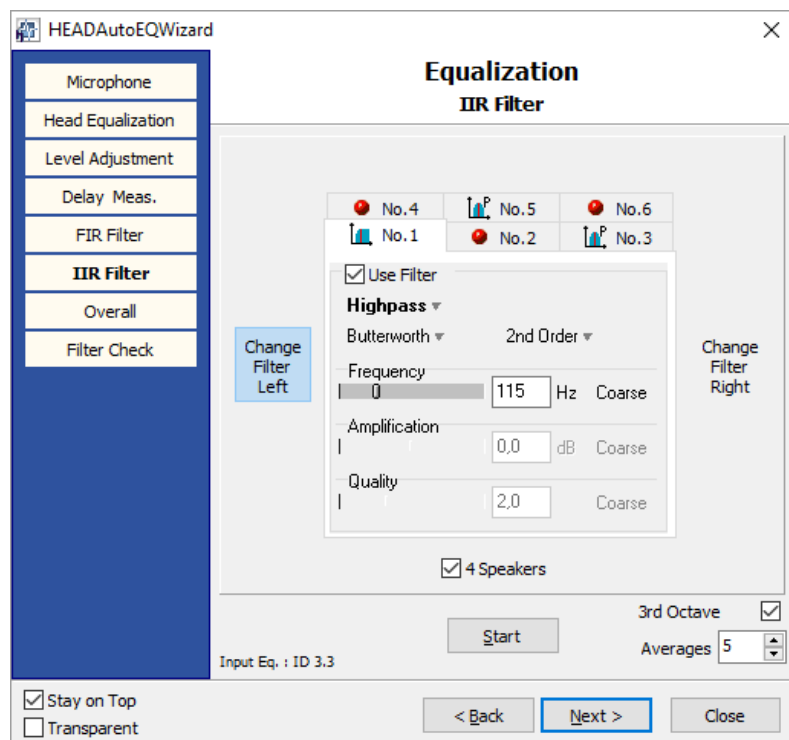 HEADAutoEQWizard
Microphone
Head Equalization
Level Adjustment
Delay Meas.
FIR Filter
IIR Filter
Overall
Filter Check
Equalization
IIR Filter
No.4
P No.5
No.6
No.1
No.2
P No.3
Use Filter
Highpass
Butterworth 2nd Order
Frequency
115 Hz Coarse
Amplification
0,0 dB Coarse
Quality
2,0 Coarse
Change
Filter
Left
Change
Filter
Right
4 Speakers
3rd Octave
Start
Averages 5
Input Eq. : ID 3.3
Stay on Top
Transparent
< Back
Next >
Close